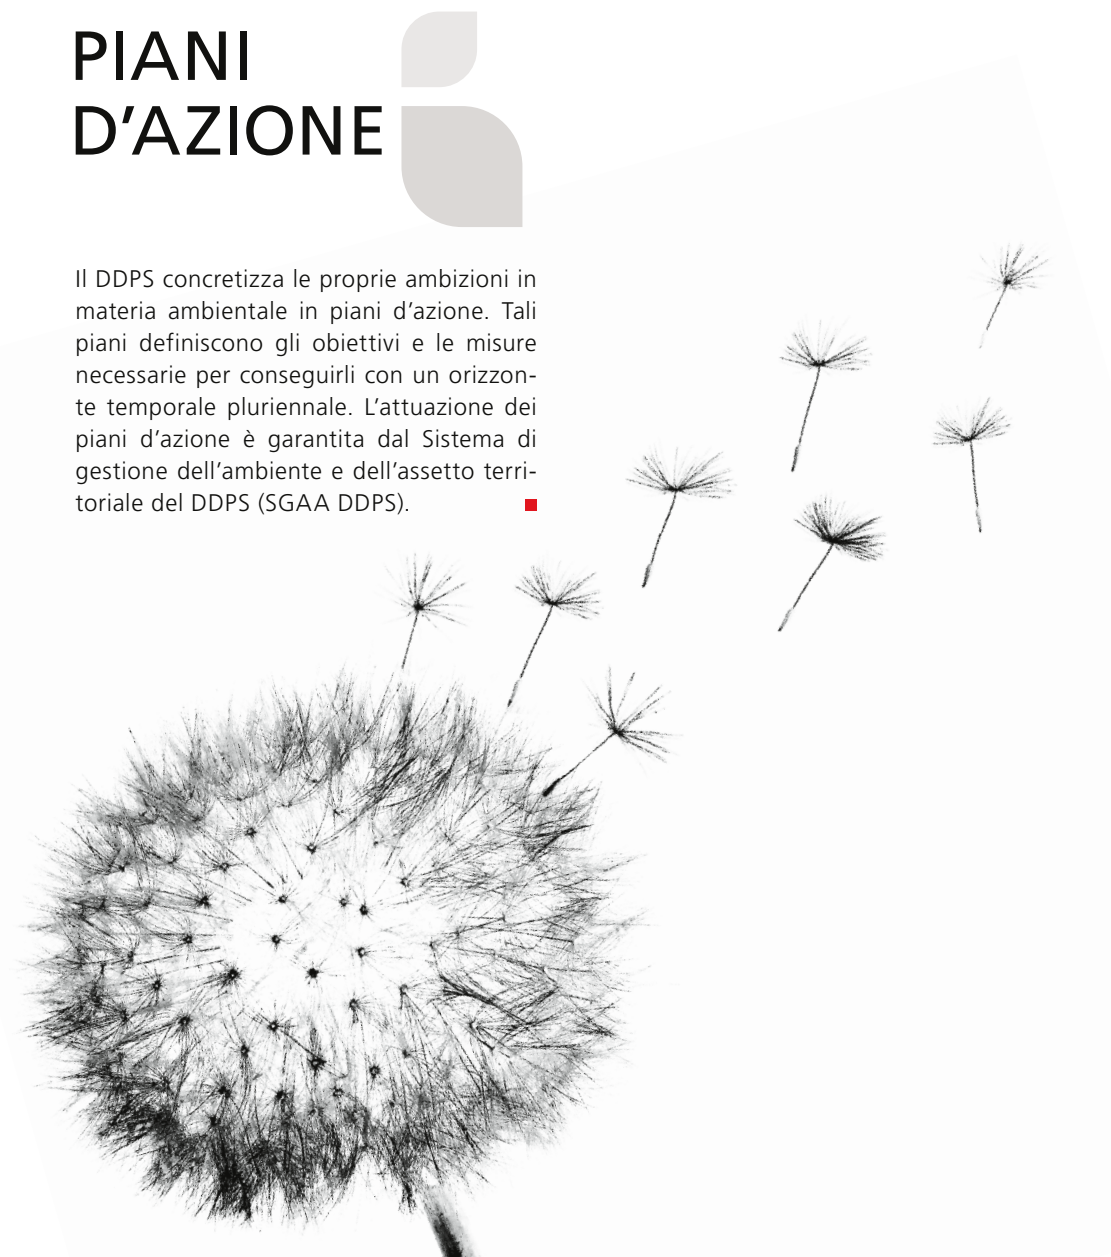 PIANI
D’AZIONE
Il DDPS concretizza le proprie ambizioni in
materia ambientale in piani d’azione. Tali
piani definiscono gli obiettivi e le misure
necessarie per conseguirli con un orizzon-
te temporale pluriennale. L’attuazione dei
piani d’azione è garantita dal Sistema di
gestione dell’ambiente e dell’assetto terri-
toriale del DDPS (SGAA DDPS).